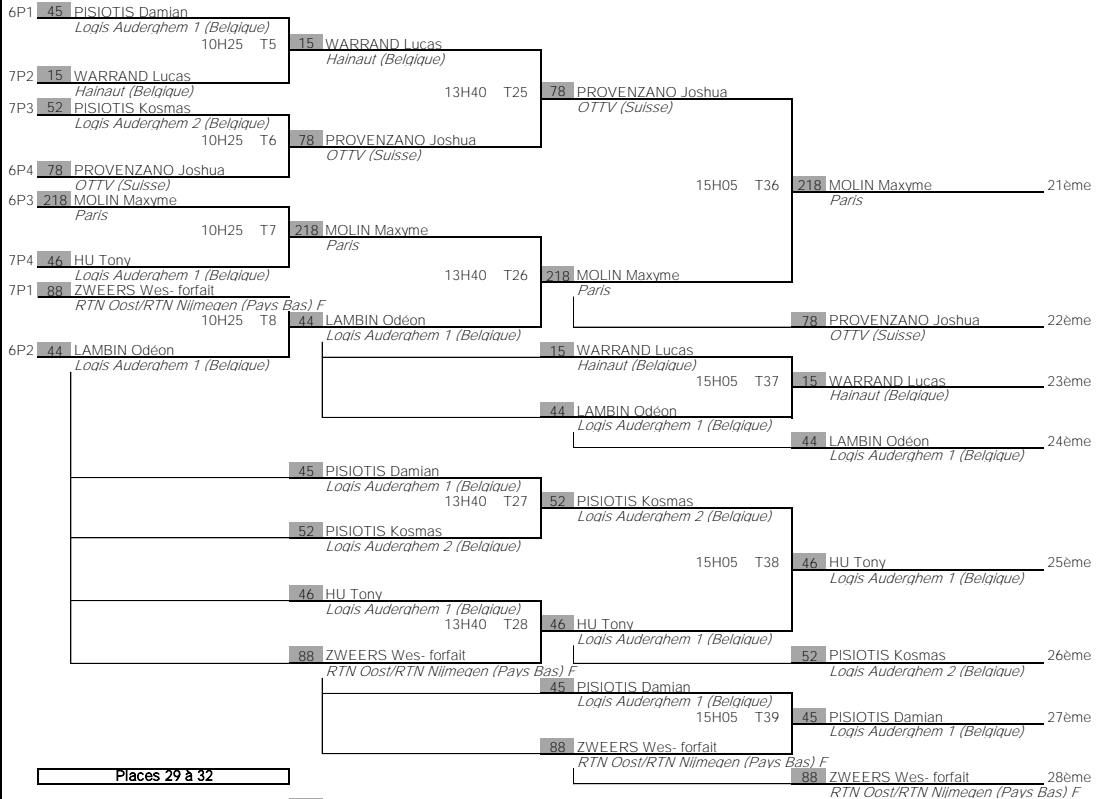 6P1 45 PISIOTIS Damian
Logis Auderghem 1 (Belgique)
10H25 T5 15 WARRAND Lucas
Hainaut (Belgique)
7P2 15 WARRAND Lucas
Hainaut (Belgique)
13H40 T25 78 PROVENZANO Joshua
OTTV (Suisse)
7P3 52 PISIOTIS Kosmas
Logis Auderghem 2 (Belgique)
10H25 T6 78 PROVENZANO Joshua
OTTV (Suisse)
6P4 78 PROVENZANO Joshua
OTTV (Suisse)
15H05 T36 218 MOLIN Maxyme 21ème
Paris
6P3 218 MOLIN Maxyme
Paris
10H25 T7 218 MOLIN Maxyme
Paris
7P4 46 HU Tony
Logis Auderghem 1 (Belgique)
13H40 T26 218 MOLIN Maxyme
Paris
7P1 88 ZWEERS Wes- forfait
RTN Oost/RTN Nijmegen (Pays Bas) F
10H25 T8 44 LAMBIN Odéon
Logis Auderghem 1 (Belgique)
78 PROVENZANO Joshua 22ème
OTTV (Suisse)
6P2 44 LAMBIN Odéon
Logis Auderghem 1 (Belgique)
15 WARRAND Lucas
Hainaut (Belgique)
15H05 T37 15 WARRAND Lucas 23ème
Hainaut (Belgique)
44 LAMBIN Odéon
Logis Auderghem 1 (Belgique)
44 LAMBIN Odéon 24ème
Logis Auderghem 1 (Belgique)
45 PISIOTIS Damian
Logis Auderghem 1 (Belgique)
13H40 T27 52 PISIOTIS Kosmas
Logis Auderghem 2 (Belgique)
52 PISIOTIS Kosmas
Logis Auderghem 2 (Belgique)
15H05 T38 46 HU Tony 25ème
Logis Auderghem 1 (Belgique)
46 HU Tony
Logis Auderghem 1 (Belgique)
13H40 T28 46 HU Tony
Logis Auderghem 1 (Belgique)
88 ZWEERS Wes- forfait
RTN Oost/RTN Nijmegen (Pays Bas) F
52 PISIOTIS Kosmas 26ème
Logis Auderghem 2 (Belgique)
45 PISIOTIS Damian
Logis Auderghem 1 (Belgique)
15H05 T39 45 PISIOTIS Damian 27ème
Logis Auderghem 1 (Belgique)
88 ZWEERS Wes- forfait
RTN Oost/RTN Nijmegen (Pays Bas) F
Places 29 à 32
88 ZWEERS Wes- forfait 28ème
RTN Oost/RTN Nijmegen (Pays Bas) F